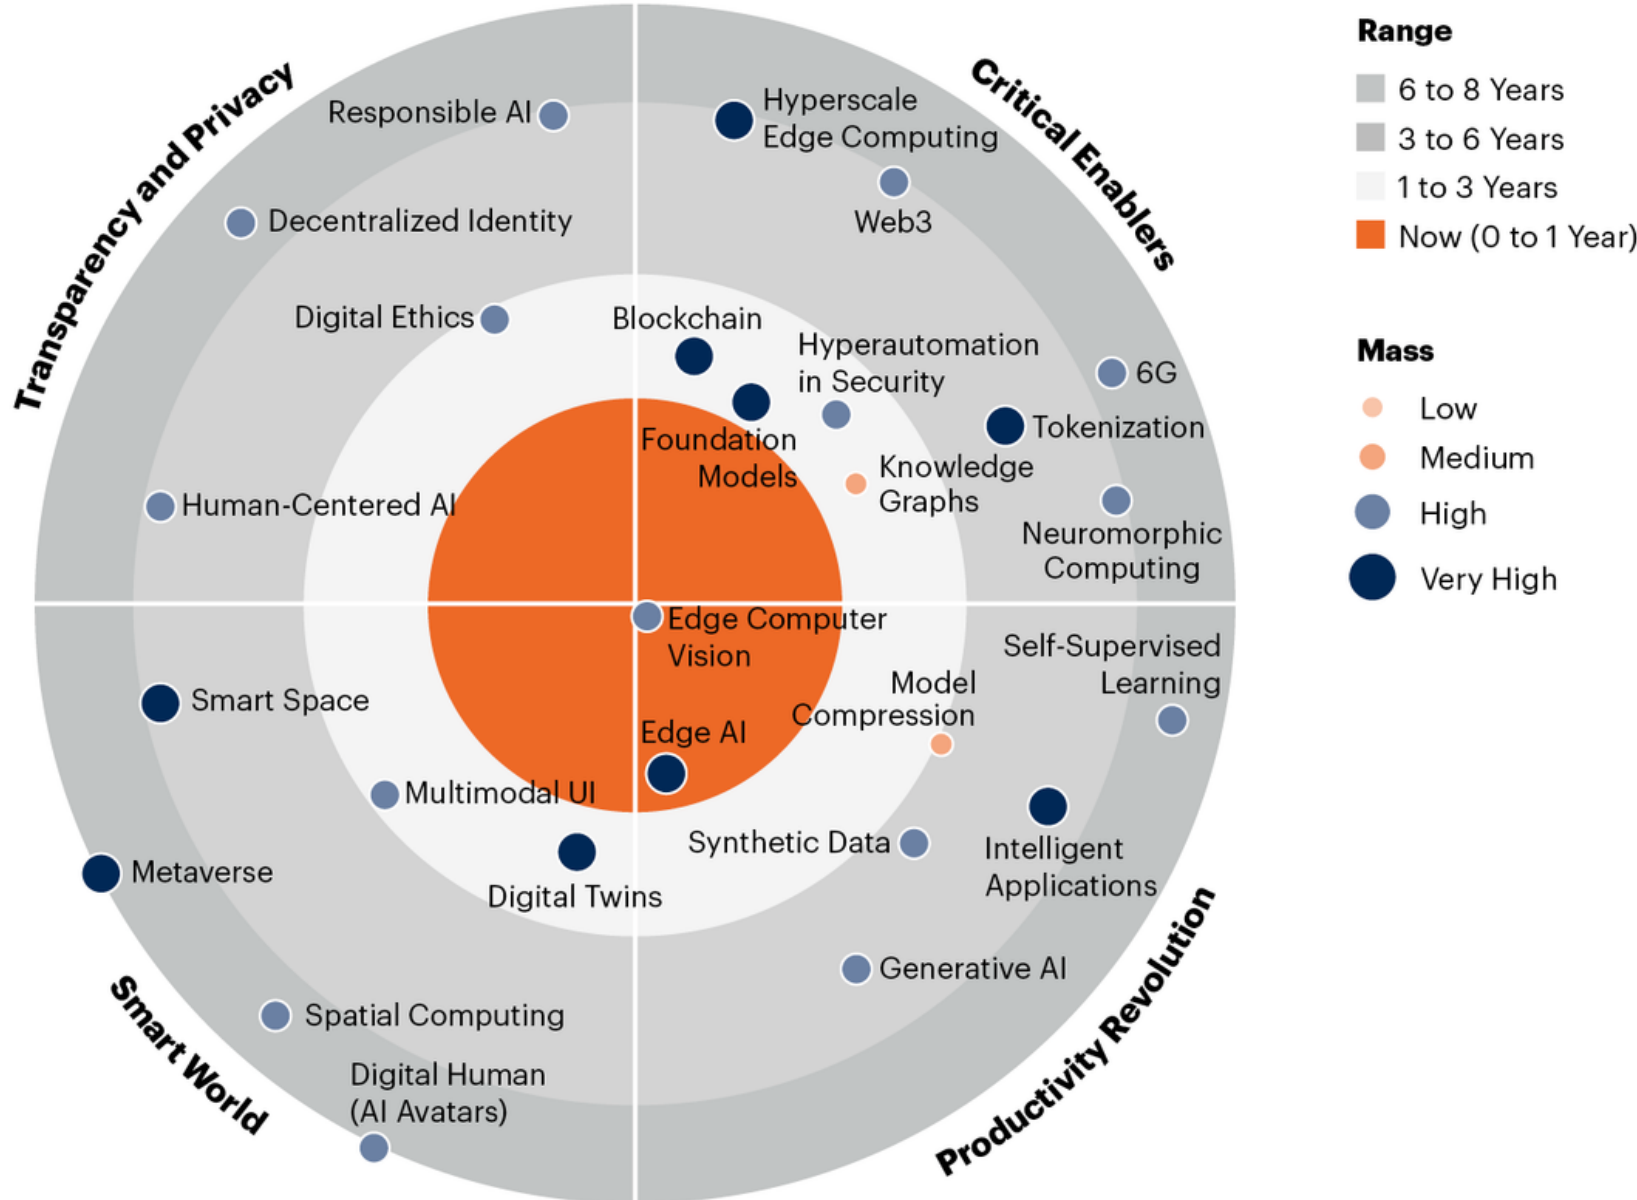 Transparency and Privacy
Responsible AI
Decentralized Identity
Digital Ethics
Human-Centered AI
Critical Enablers
Hyperscale
Edge Computing
Web3
Blockchain
Hyperautomation
in Security
6G
Tokenization
Foundation
Models
Knowledge
Graphs
Neuromorphic
Computing
Smart World
Smart Space
Multimodal UI
Digital Twins
Metaverse
Spatial Computing
Digital Human
(AI Avatars)
Productivity Revolution
Edge Computer
Vision
Self-Supervised
Learning
Model
Compression
Edge AI
Synthetic Data
Intelligent
Applications
Generative AI
Range
6 to 8 Years
3 to 6 Years
1 to 3 Years
Now (0 to 1 Year)
Mass
Low
Medium
High
Very High